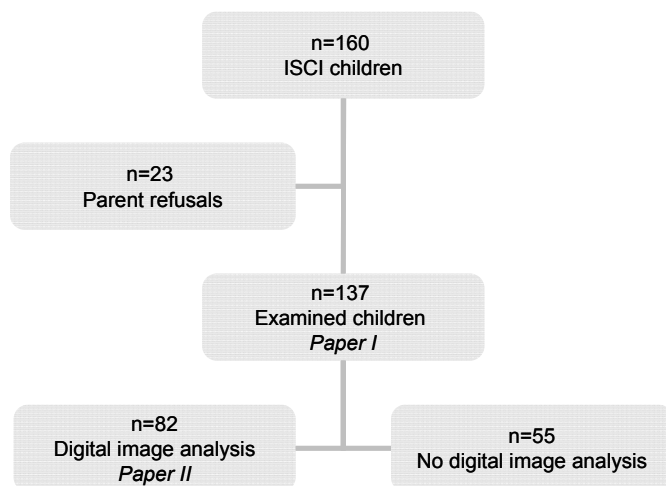 n=160
ISCI children
n=23
Parent refusals
n=137
Examined children
Paper I
n=82
Digital image analysis
Paper II
n=55
No digital image analysis